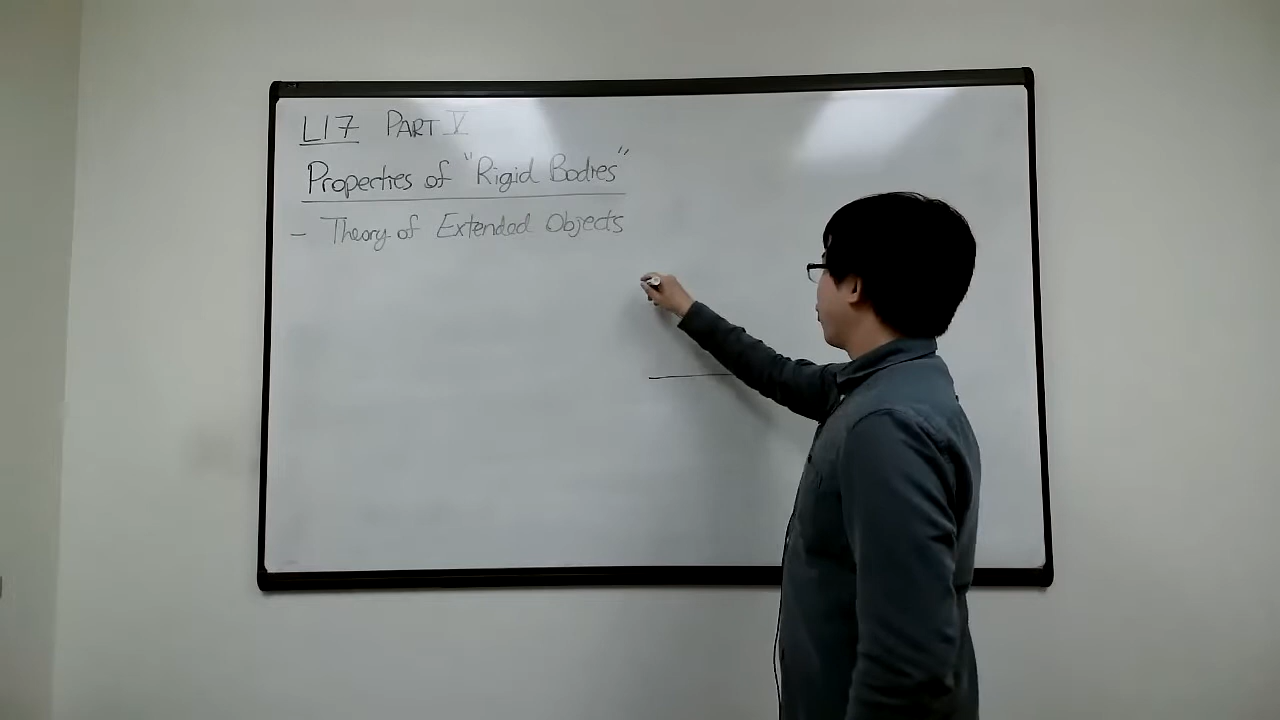 L17 PART V
Properties of "Rigid Bodies"
- Theory of Extended Objects